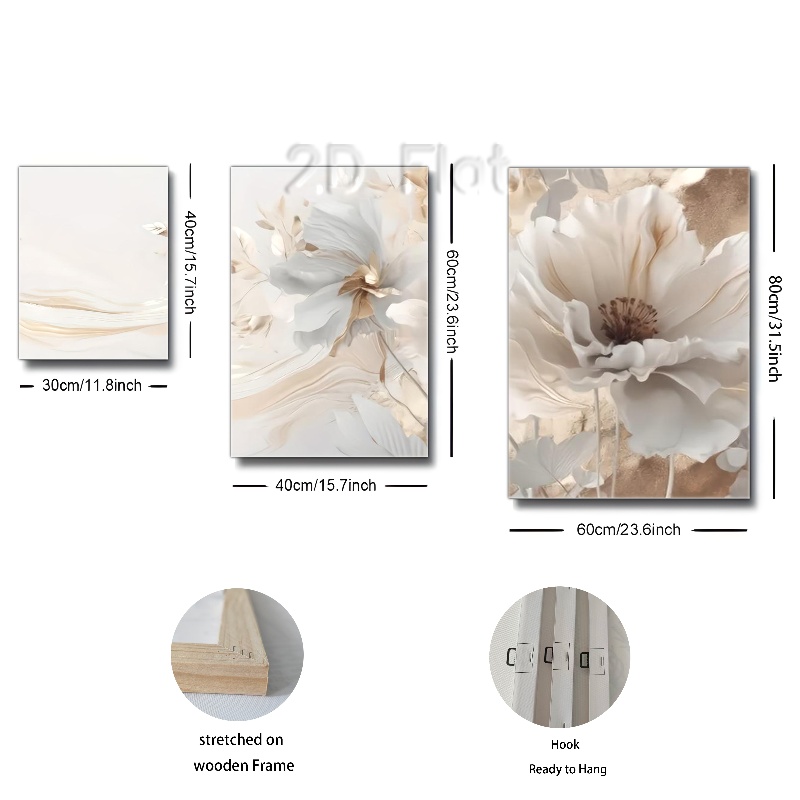 2D Flat
40cm/15.7inch
60cm/23.6inch
80cm/31.5inch
30cm/11.8inch
40cm/15.7inch
60cm/23.6inch
stretched on
wooden Frame
Hook
Ready to Hang